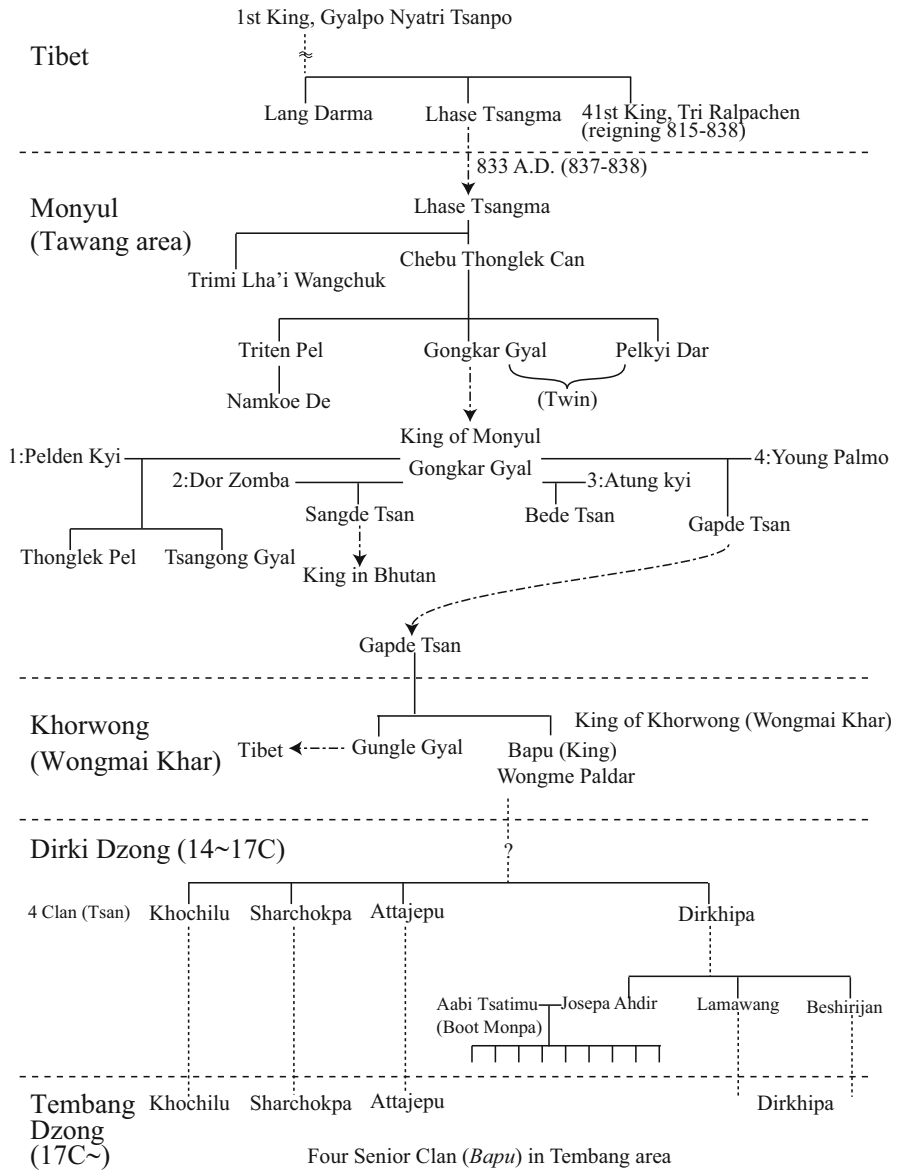 1st King, Gyalpo Nyatri Tsanpo
Tibet
Lang Darma
Lhase Tsangma
41st King, Tri Ralpachen
(reigning 815-838)
833 A.D. (837-838)
Monyul
(Tawang area)
Lhase Tsangma
Trimi Lha'i Wangchuk
Chebu Thonglek Can
Triten Pel
Gongkar Gyal
Pelkyi Dar
Namkoe De
(Twin)
King of Monyul
Gongkar Gyal
1:Pelden Kyi
2:Dor Zomba
3:Atung kyi
4:Young Palmo
Sangde Tsan
Bede Tsan
Gapde Tsan
Thonglek Pel
Tsangong Gyal
King in Bhutan
Gapde Tsan
Khorwong
(Wongmai Khar)
King of Khorwong (Wongmai Khar)
Tibet
Gungle Gyal
Bapu (King)
Wongme Paldar
Dirki Dzong (14~17C)
?
4 Clan (Tsan)
Khochilu
Sharchokpa
Attajepu
Dirkhipa
Aabi Tsatimu
(Boot Monpa)
Josepa Ahdir
Lamawang
Beshirijan
Tembang
Dzong
(17C~)
Khochilu
Sharchokpa
Attajepu
Dirkhipa
Four Senior Clan (Bapu) in Tembang area